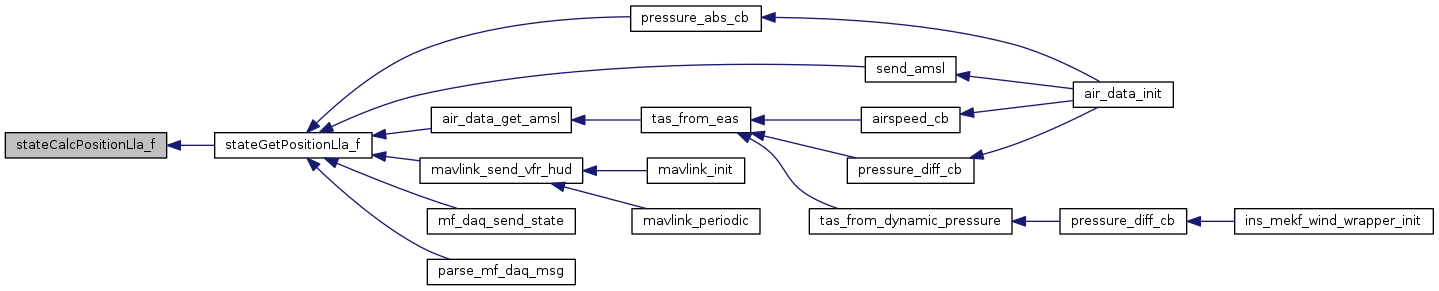 stateCalcPositionLla_f
stateGetPositionLla_f
pressure_abs_cb
send_amsl
air_data_get_amsl
mavlink_send_vfr_hud
mf_daq_send_state
parse_mf_daq_msg
tas_from_eas
mavlink_init
mavlink_periodic
airspeed_cb
pressure_diff_cb
tas_from_dynamic_pressure
air_data_init
pressure_diff_cb
ins_mekf_wind_wrapper_init